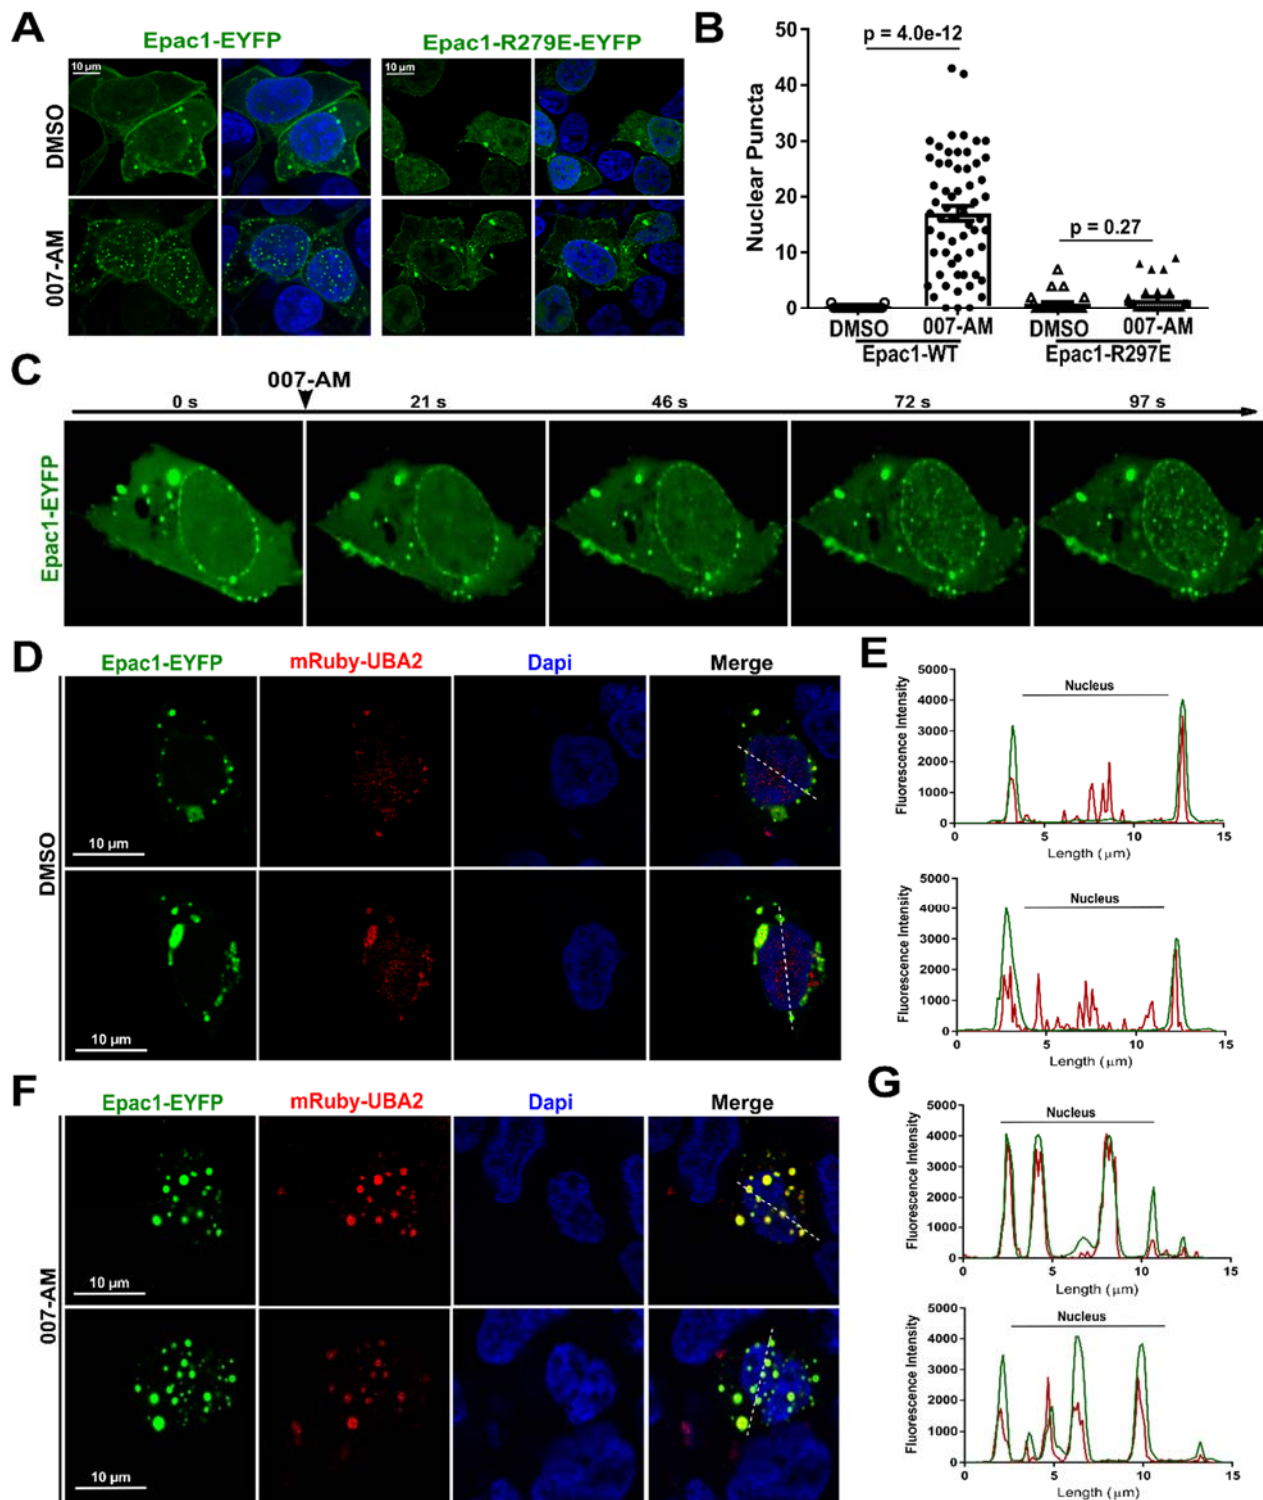 A
Epac1-EYFP
Epac1-R279E-EYFP
10 μm
10 μm
DMSO
007-AM
B
Nuclear Puncta
50
40
30
20
10
0
p = 4.0e-12
p = 0.27
DMSO 007-AM DMSO 007-AM
Epac1-WT Epac1-R297E
C
007-AM
0 s 21 s 46 s 72 s 97 s
Epac1-EYFP
D
Epac1-EYFP mRuby-UBA2 Dapi Merge
DMSO
10 μm
10 μm
E
Fluorescence Intensity
5000
4000
3000
2000
1000
0
Nucleus
0 5 10 15
Length (μm)
Fluorescence Intensity
5000
4000
3000
2000
1000
0
Nucleus
0 5 10 15
Length (μm)
F
Epac1-EYFP mRuby-UBA2 Dapi Merge
007-AM
10 μm
10 μm
G
Fluorescence Intensity
5000
4000
3000
2000
1000
0
Nucleus
0 5 10 15
Length (μm)
Fluorescence Intensity
5000
4000
3000
2000
1000
0
Nucleus
0 5 10 15
Length (μm)